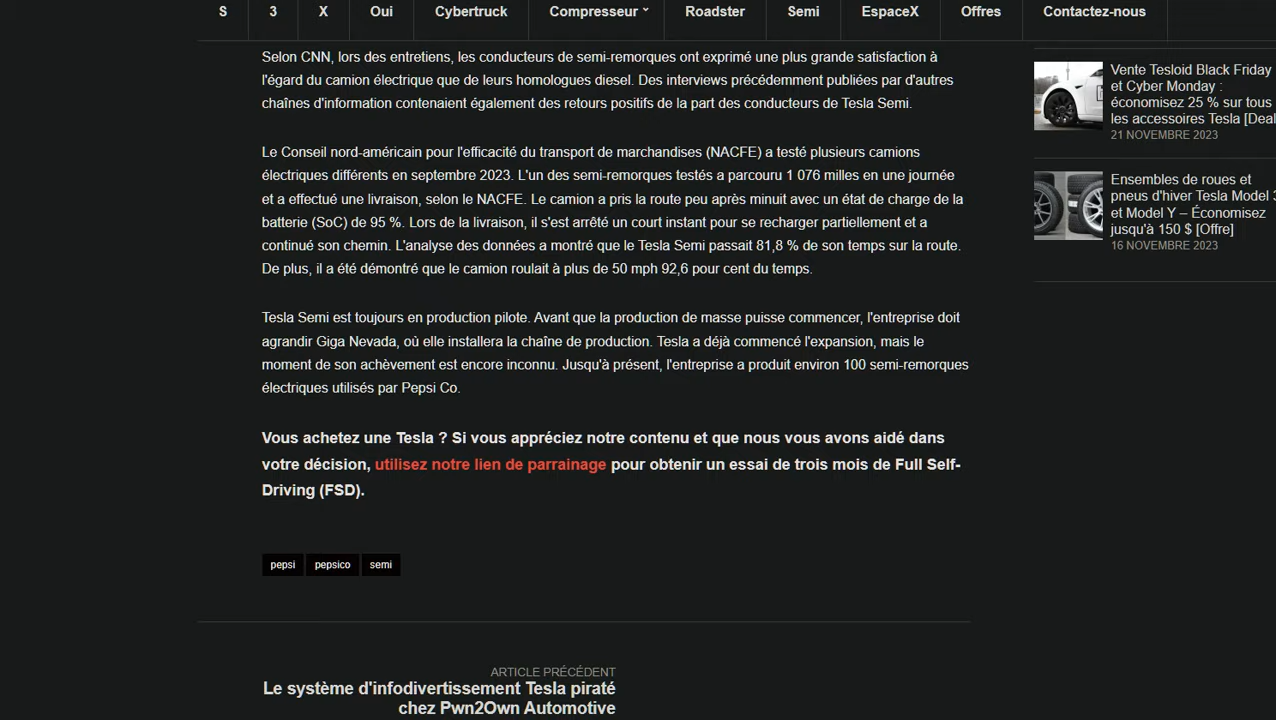 S 3 X Oui Cybertruck Compresseur Roadster Semi EspaceX Offres Contactez-nous
Selon CNN, lors des entretiens, les conducteurs de semi-remorques ont exprimé une plus grande satisfaction à
l'égard du camion électrique que de leurs homologues diesel. Des interviews précédemment publiées par d'autres
chaînes d'information contenaient également des retours positifs de la part des conducteurs de Tesla Semi.
Le Conseil nord-américain pour l'efficacité du transport de marchandises (NACFE) a testé plusieurs camions
électriques différents en septembre 2023. L'un des semi-remorques testés a parcouru 1 076 milles en une journée
et a effectué une livraison, selon le NACFE. Le camion a pris la route peu après minuit avec un état de charge de la
batterie (SoC) de 95 %. Lors de la livraison, il s'est arrêté un court instant pour se recharger partiellement et a
continué son chemin. L'analyse des données a montré que le Tesla Semi passait 81,8 % de son temps sur la route.
De plus, il a été démontré que le camion roulait à plus de 50 mph 92,6 pour cent du temps.
Tesla Semi est toujours en production pilote. Avant que la production de masse puisse commencer, l'entreprise doit
agrandir Giga Nevada, où elle installera la chaîne de production. Tesla a déjà commencé l'expansion, mais le
moment de son achèvement est encore inconnu. Jusqu'à présent, l'entreprise a produit environ 100 semi-remorques
électriques utilisés par Pepsi Co.
Vous achetez une Tesla ? Si vous appréciez notre contenu et que nous vous avons aidé dans
votre décision, utilisez notre lien de parrainage pour obtenir un essai de trois mois de Full Self-
Driving (FSD).
pepsi pepsico semi
ARTICLE PRÉCÉDENT
Le système d'infodivertissement Tesla piraté
chez Pwn2Own Automotive
Vente Tesloid Black Friday
et Cyber Monday :
économisez 25 % sur tous
les accessoires Tesla [Deal
21 NOVEMBRE 2023
Ensembles de roues et
pneus d'hiver Tesla Model 3
et Model Y – Économisez
jusqu'à 150 $ [Offre]
16 NOVEMBRE 2023